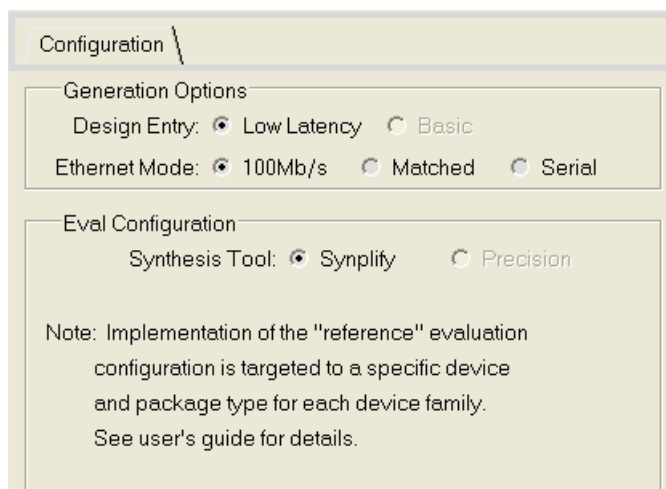 Configuration
Generation Options
Design Entry: Low Latency Basic
Ethernet Mode: 100Mb/s Matched Serial
Eval Configuration
Synthesis Tool: Synplify Precision
Note: Implementation of the "reference" evaluation
configuration is targeted to a specific device
and package type for each device family.
See user's guide for details.